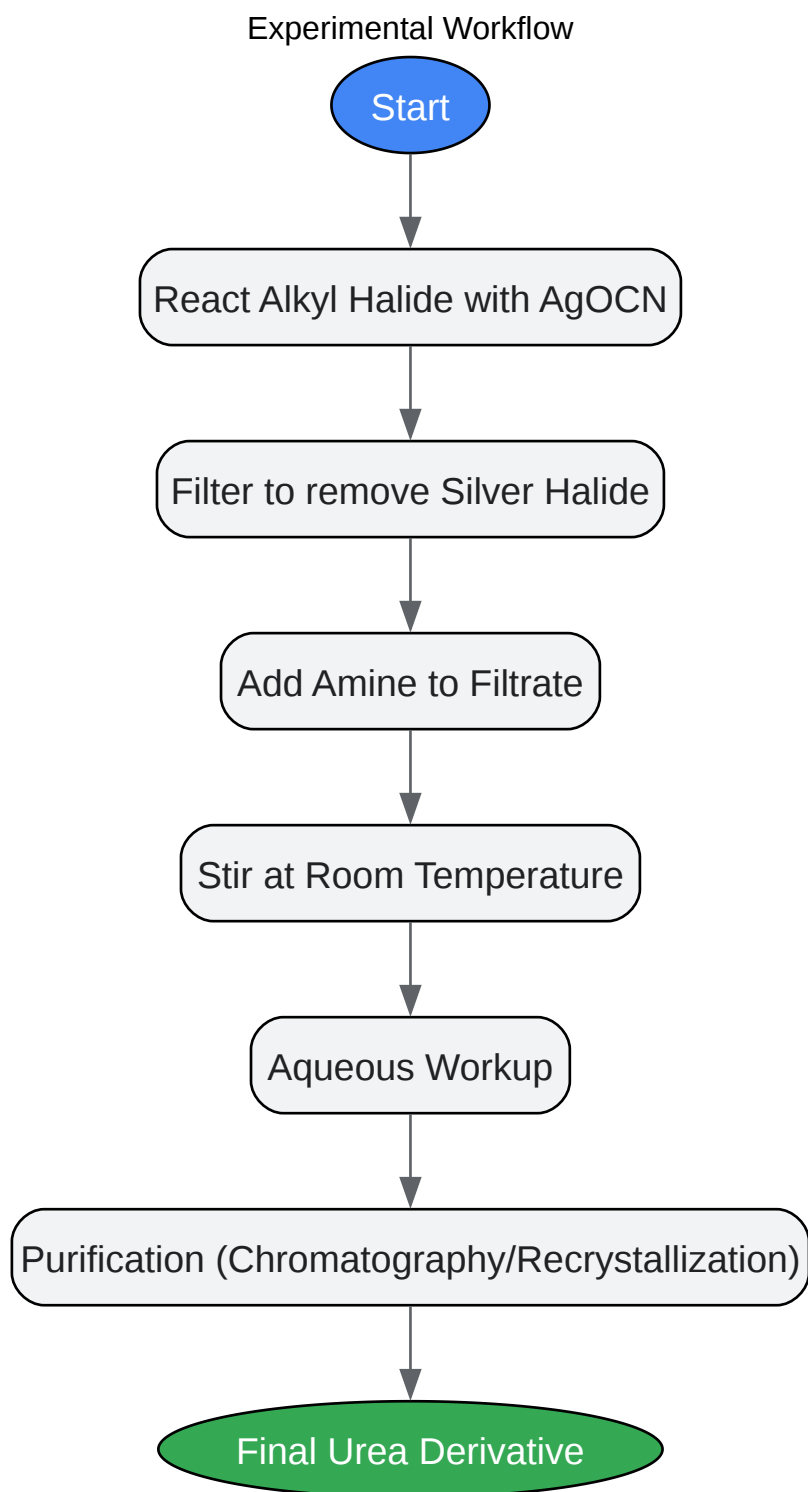 Experimental Workflow
Start
React Alkyl Halide with AgOCN
Filter to remove Silver Halide
Add Amine to Filtrate
Stir at Room Temperature
Aqueous Workup
Purification (Chromatography/Recrystallization)
Final Urea Derivative